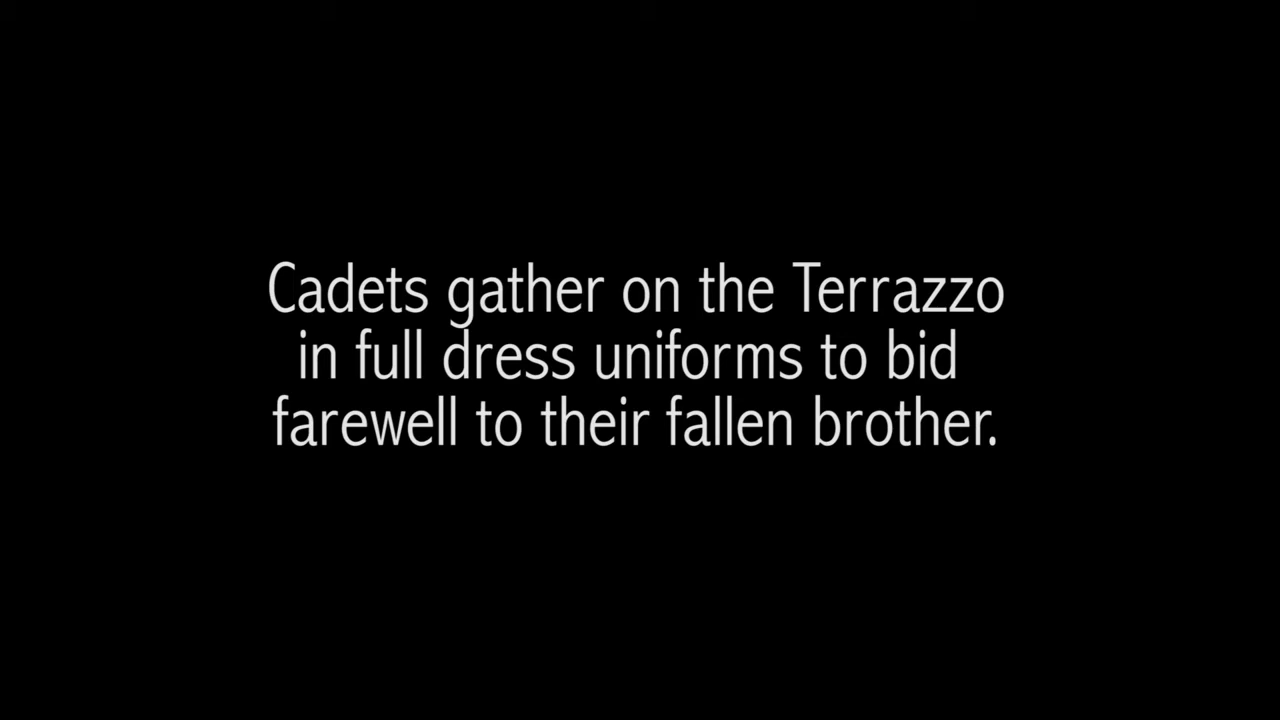 Cadets gather on the Terrazzo
in full dress uniforms to bid
farewell to their fallen brother.